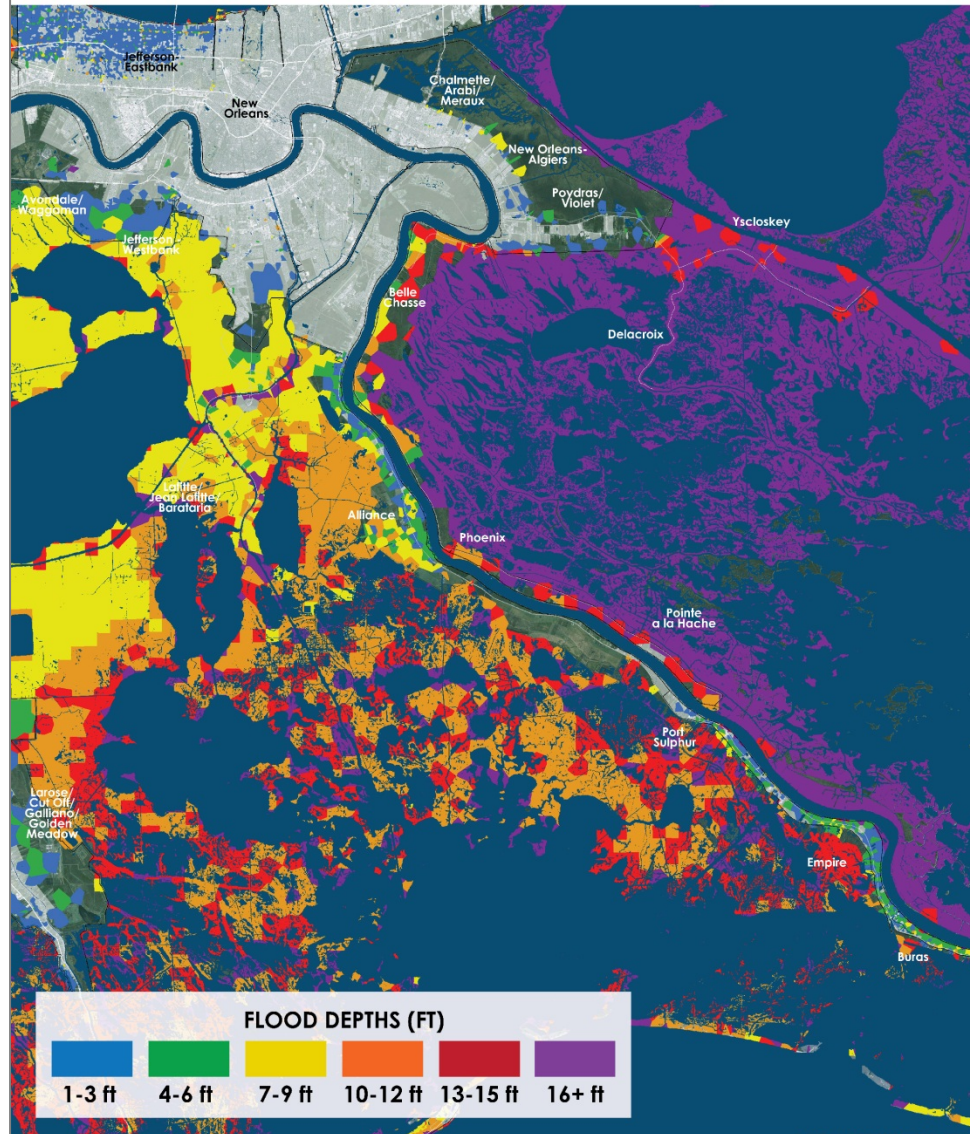 Jefferson-
Eastbank
New
Orleans
Chalmette/
Arabi/
Meraux
New Orleans-
Algiers
Poydras/
Violet
Avondale/
Waggaman
Jefferson -
Westbank
Yscloskey
Belle
Chasse
Delacroix
Lafitte/
Jean Lafitte/
Barataria
Alliance
Phoenix
Pointe
a la Hache
Port
Sulphur
Larose/
Cut Off/
Galliano/
Golden
Meadow
Empire
Buras
FLOOD DEPTHS (FT)
1-3 ft 4-6 ft 7-9 ft 10-12 ft 13-15 ft 16+ ft